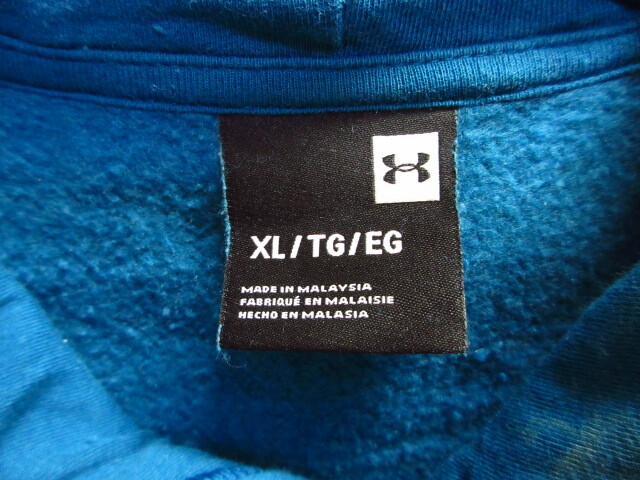 XL/TG/EG
MADE IN MALAYSIA
FABRIQUÉ EN MALAISIE
HECHO EN MALASIA